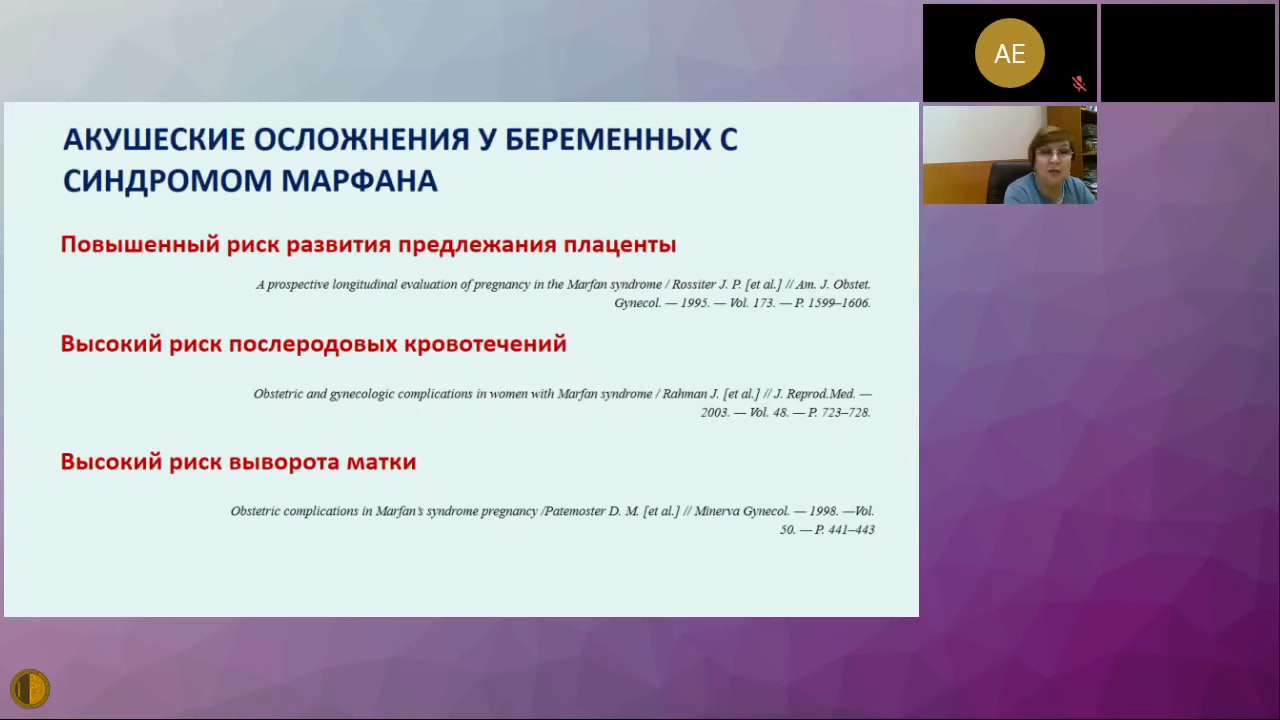 АКУШЕСКИЕ ОСЛОЖНЕНИЯ У БЕРЕМЕННЫХ С
СИНДРОМОМ МАРФАНА
Повышенный риск развития предлежания плаценты
A prospective longitudinal evaluation of pregnancy in the Marfan syndrome / Rossiter J. P. [et al.] // Am. J. Obstet.
Gynecol. — 1995. — Vol. 173. — P. 1599–1606.
Высокий риск послеродовых кровотечений
Obstetric and gynecologic complications in women with Marfan syndrome / Rahman J. [et al.] // J. Reprod.Med. —
2003. — Vol. 48. — P. 723–728.
Высокий риск выворота матки
Obstetric complications in Marfan's syndrome pregnancy /Patemoster D. M. [et al.] // Minerva Gynecol. — 1998. —Vol.
50. — P. 441–443
AE